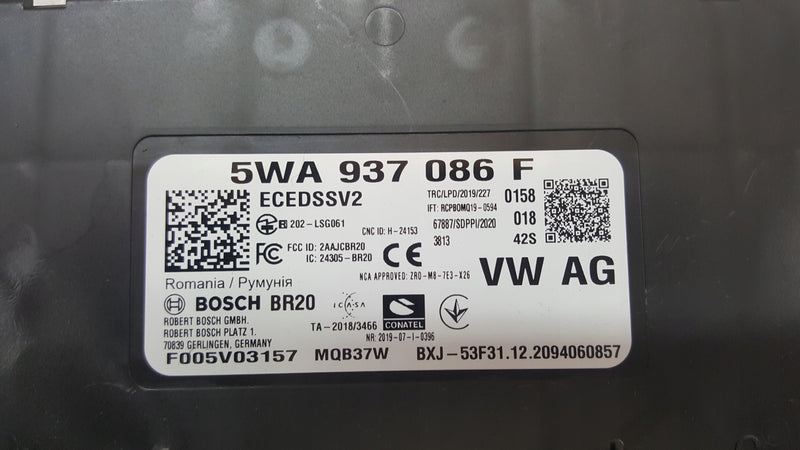 5WA 937 086 F
ECEDSSV2
TRC/LPD/2019/227 0158
IFT: RCPBOMQ19-0594
202-LSG061
67887/SDPPI/2020 018
CNC ID: H-24153
3813 42S
FCC ID: 2AAJCBR20
IC: 24305-BR20
CE
NCA APPROVED: ZRO-M8-7E3-X26
VW AG
Romania / Румунія
BOSCH BR20
ICASA
CONATEL
ROBERT BOSCH GMBH.
ROBERT BOSCH PLATZ 1.
70839 GERLINGEN, GERMANY
TA-2018/3466
NR: 2019-07-I-0396
F005V03157 MQB37W BXJ-53F31.12.2094060857